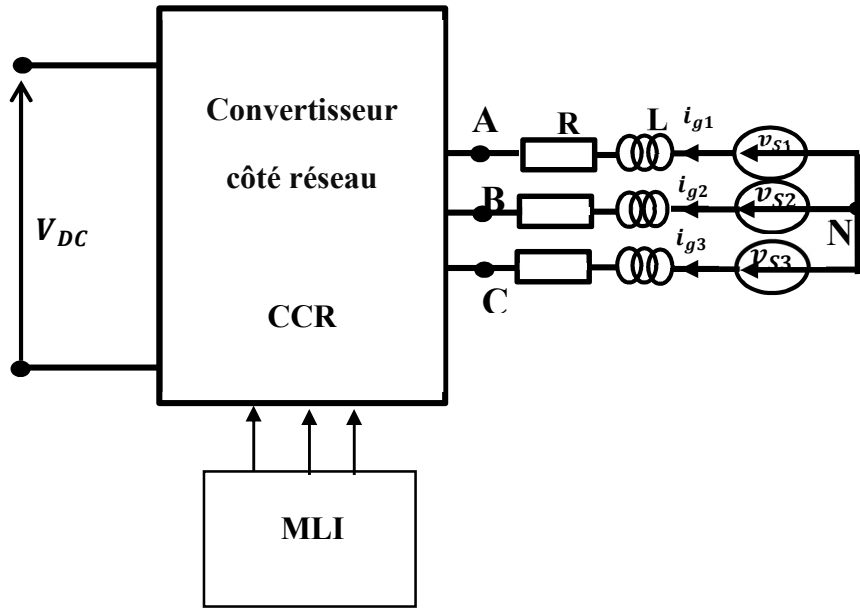 Convertisseur
côté réseau
CCR
V_DC
A
R
L
i_g1
v_S1
B
i_g2
v_S2
N
i_g3
v_S3
C
MLI